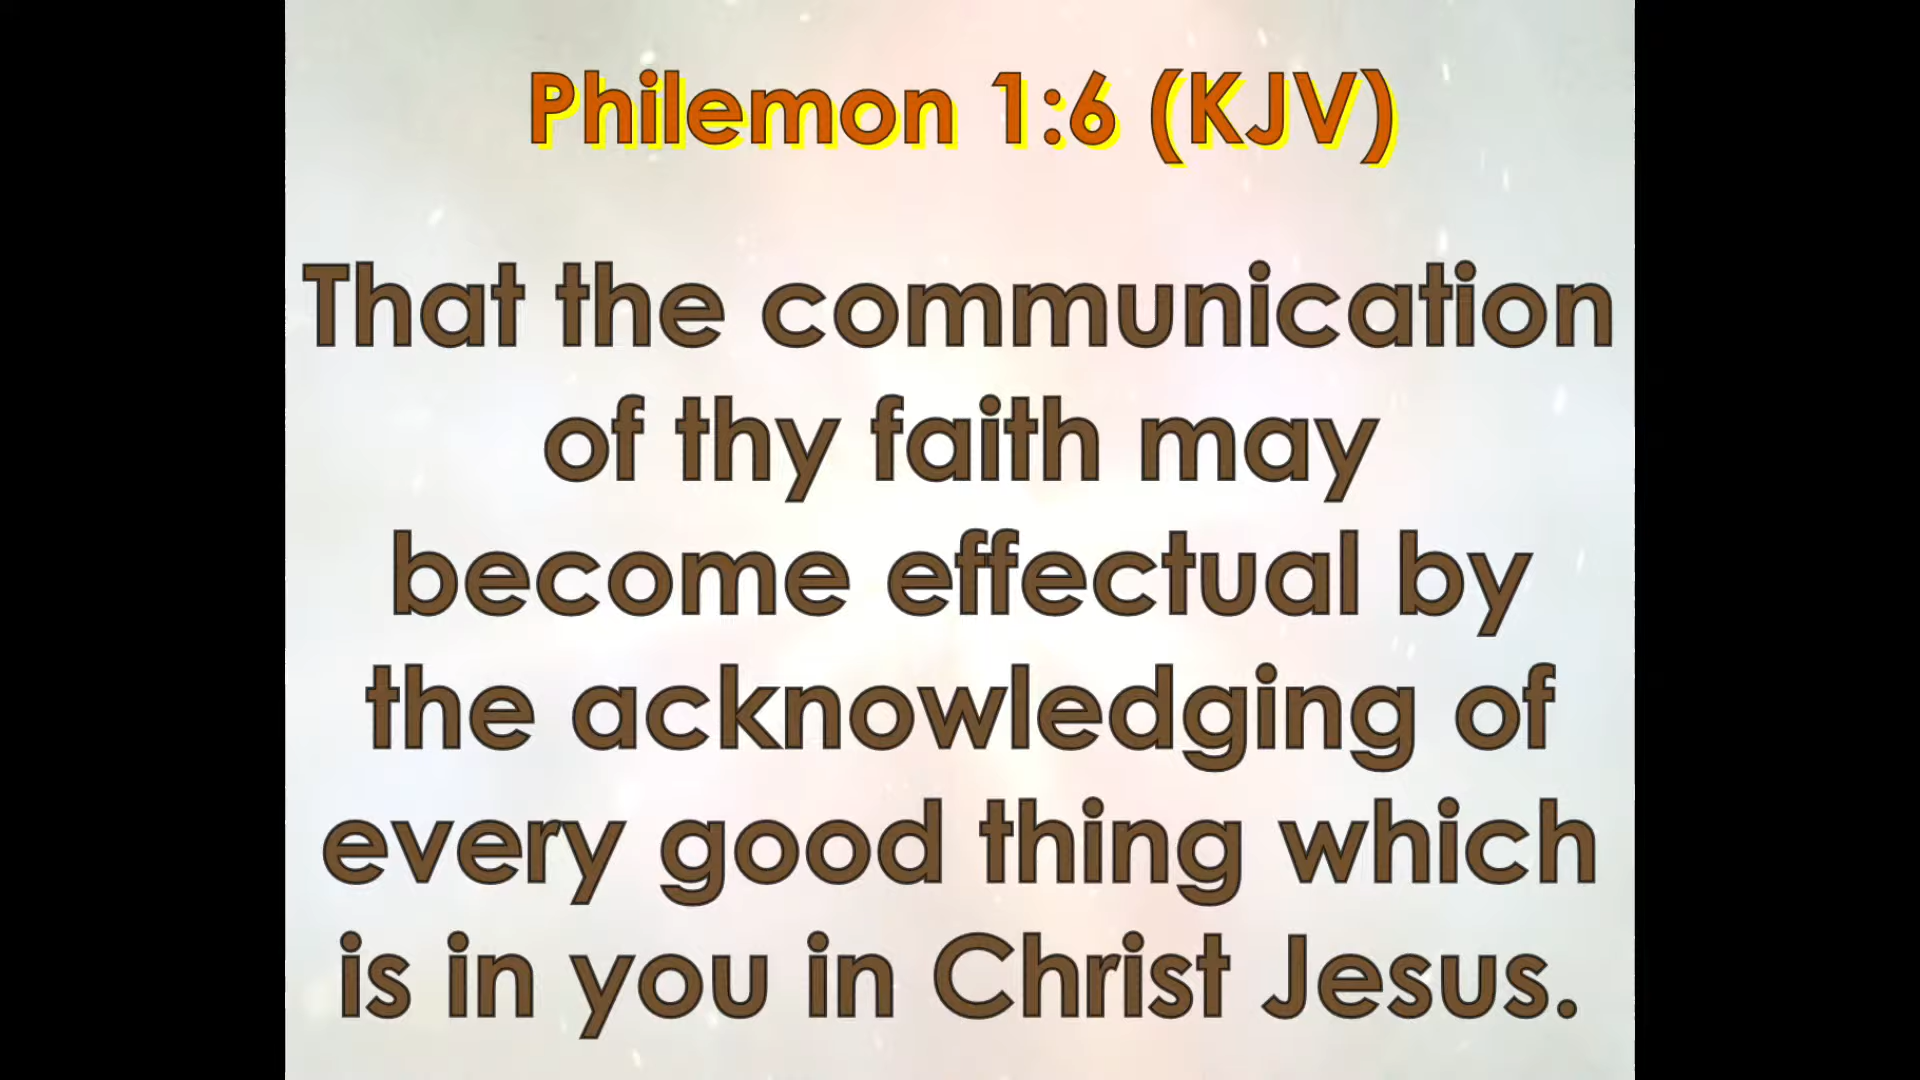 Philemon 1:6 (KJV)
That the communication
of thy faith may
become effectual by
the acknowledging of
every good thing which
is in you in Christ Jesus.